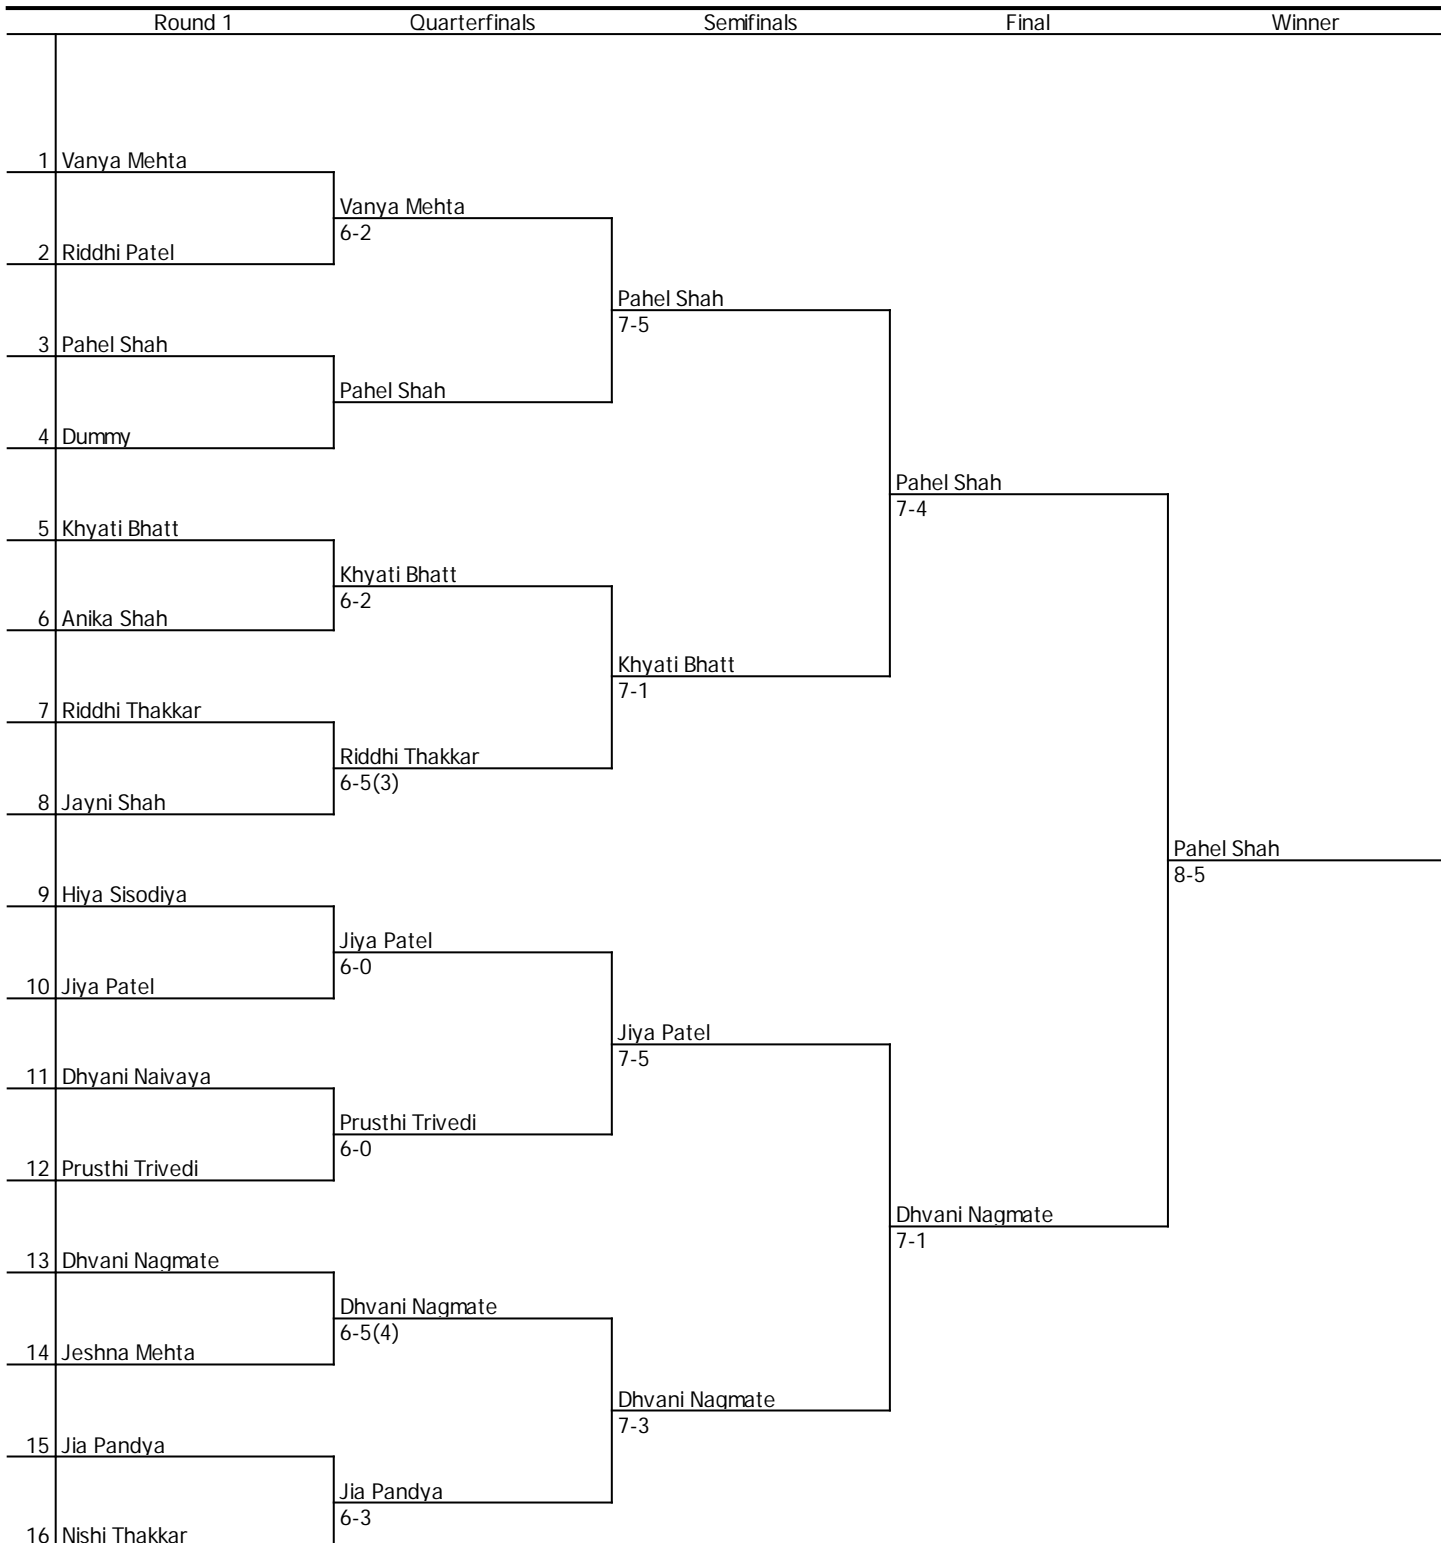 Round 1 Quarterfinals Semifinals Final Winner
1 Vanya Mehta
Vanya Mehta
6-2
2 Riddhi Patel
Pahel Shah
7-5
3 Pahel Shah
Pahel Shah
4 Dummy
Pahel Shah
7-4
5 Khyati Bhatt
Khyati Bhatt
6-2
6 Anika Shah
Khyati Bhatt
7-1
7 Riddhi Thakkar
Riddhi Thakkar
6-5(3)
8 Jayni Shah
Pahel Shah
8-5
9 Hiya Sisodiya
Jiya Patel
6-0
10 Jiya Patel
Jiya Patel
7-5
11 Dhyani Naivaya
Prusthi Trivedi
6-0
12 Prusthi Trivedi
Dhvani Nagmate
7-1
13 Dhvani Nagmate
Dhvani Nagmate
6-5(4)
14 Jeshna Mehta
Dhvani Nagmate
7-3
15 Jia Pandya
Jia Pandya
6-3
16 Nishi Thakkar